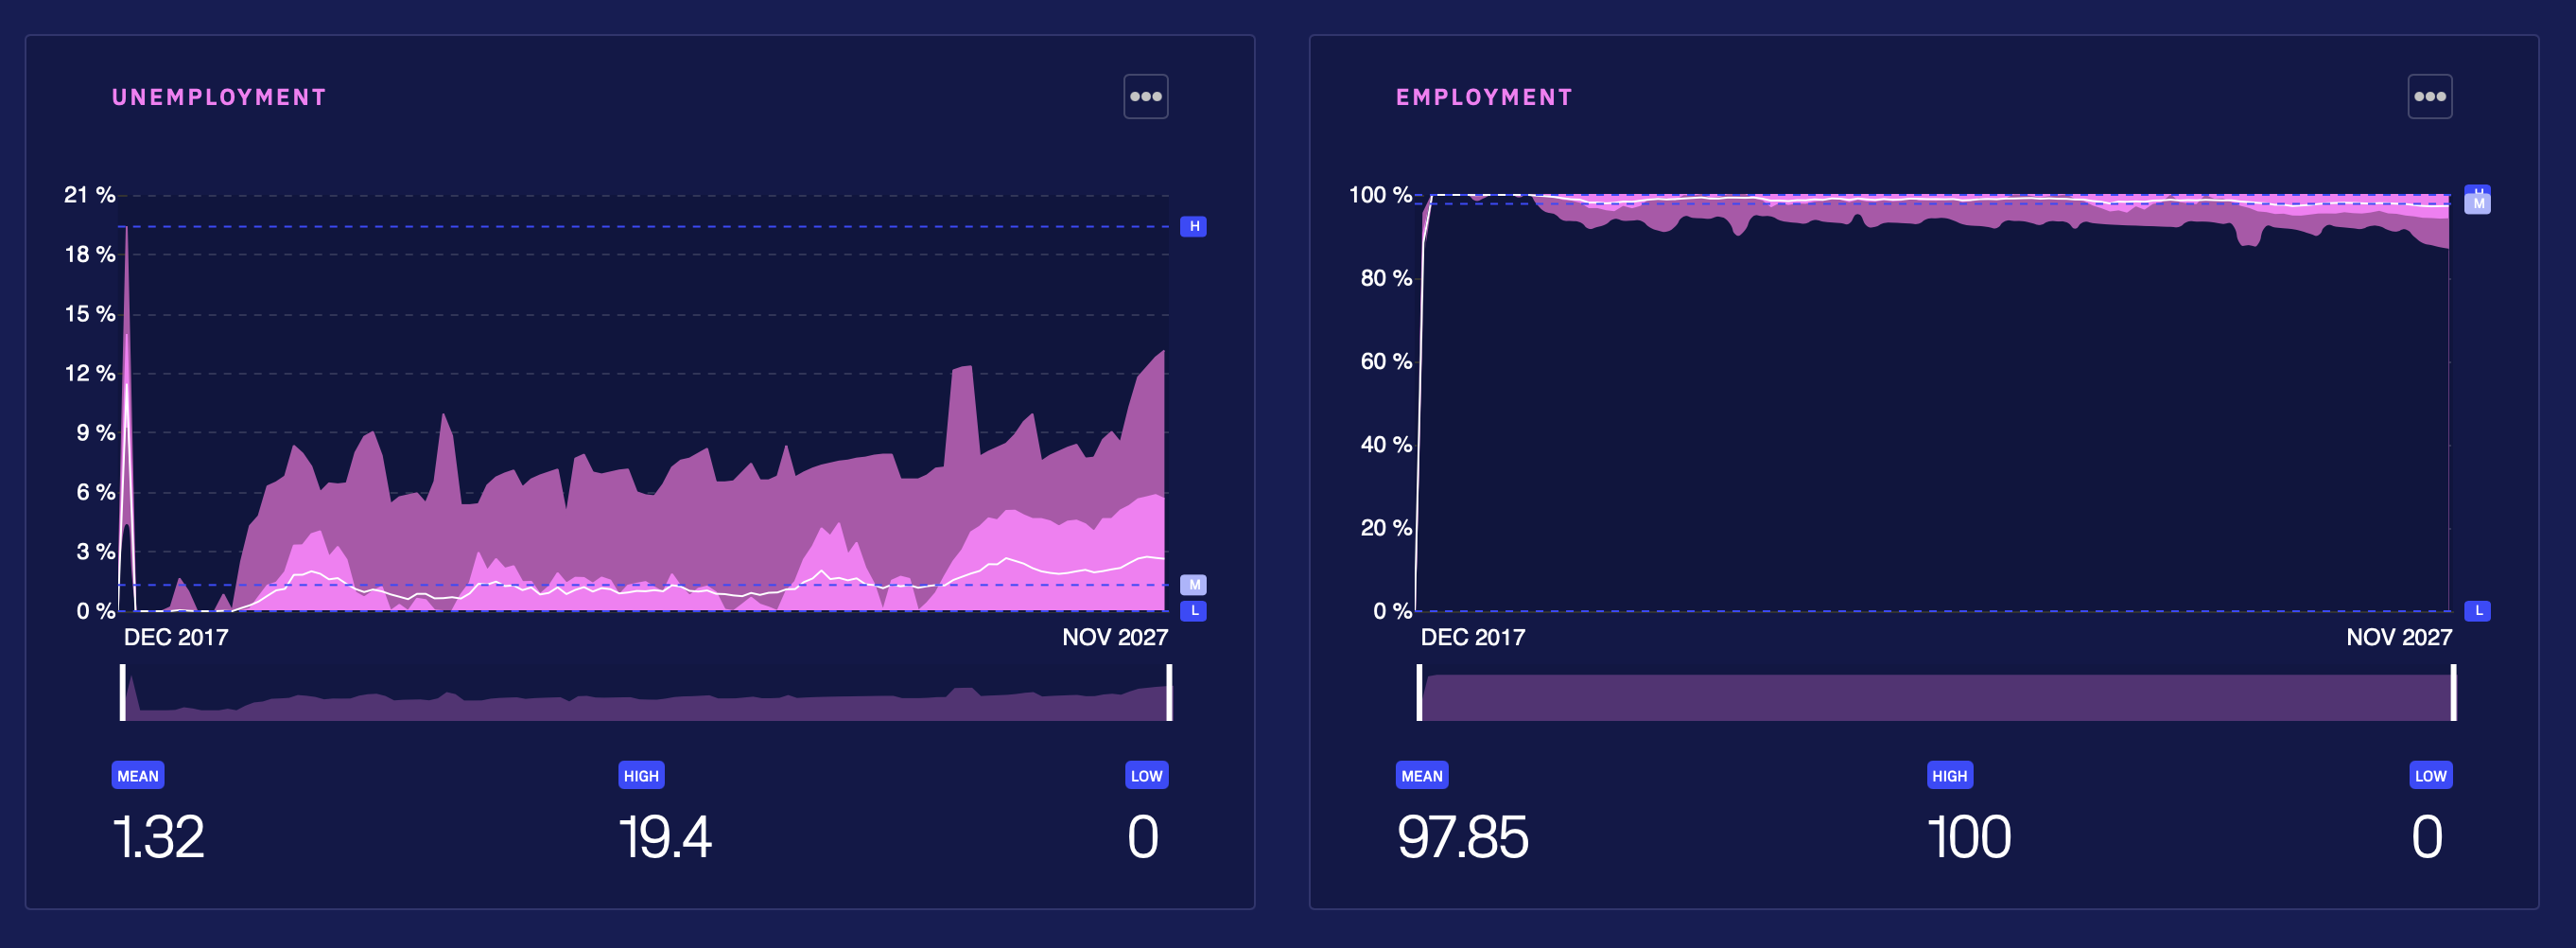 UNEMPLOYMENT
21 %
18 %
15 %
12 %
9 %
6 %
3 %
0 %
H
M
L
DEC 2017 NOV 2027
MEAN HIGH LOW
1.32 19.4 0
EMPLOYMENT
100 %
80 %
60 %
40 %
20 %
0 %
H
M
L
DEC 2017 NOV 2027
MEAN HIGH LOW
97.85 100 0